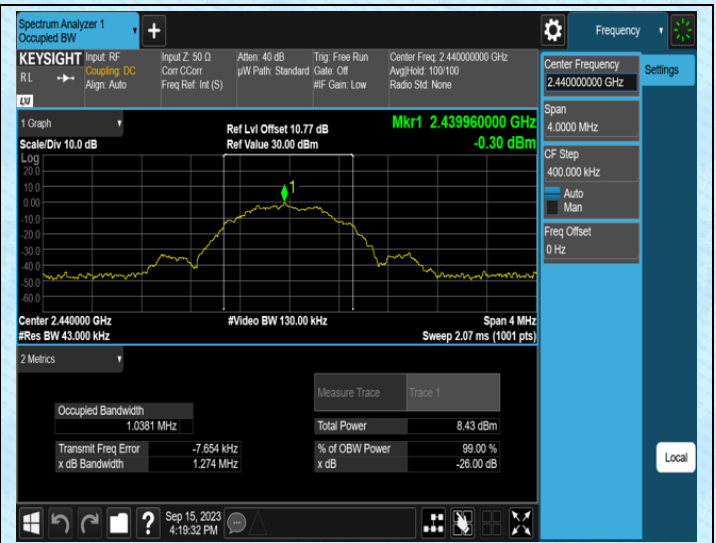 Spectrum Analyzer 1
Occupied BW
Frequency
KEYSIGHT
Input: RF
Coupling: DC
Align: Auto
Input Z: 50 Ω
Corr CCorr
Freq Ref: Int (S)
Atten: 40 dB
µW Path: Standard
Trig: Free Run
Gate: Off
#IF Gain: Low
Center Freq: 2.440000000 GHz
Avg|Hold: 100/100
Radio Std: None
R L
LXI
Center Frequency
2.440000000 GHz
Settings
Span
4.0000 MHz
CF Step
400.000 kHz
Auto
Man
Freq Offset
0 Hz
1 Graph
Scale/Div 10.0 dB
Ref Lvl Offset 10.77 dB
Ref Value 30.00 dBm
Mkr1 2.439960000 GHz
-0.30 dBm
Log
20.0
10.0
0.00
-10.0
-20.0
-30.0
-40.0
-50.0
-60.0
1
Center 2.440000 GHz
#Res BW 43.000 kHz
#Video BW 130.00 kHz
Span 4 MHz
Sweep 2.07 ms (1001 pts)
2 Metrics
Measure Trace Trace 1
Occupied Bandwidth
1.0381 MHz
Total Power 8.43 dBm
Transmit Freq Error -7.654 kHz
% of OBW Power 99.00 %
x dB Bandwidth 1.274 MHz
x dB -26.00 dB
Local
?
Sep 15, 2023
4:19:32 PM